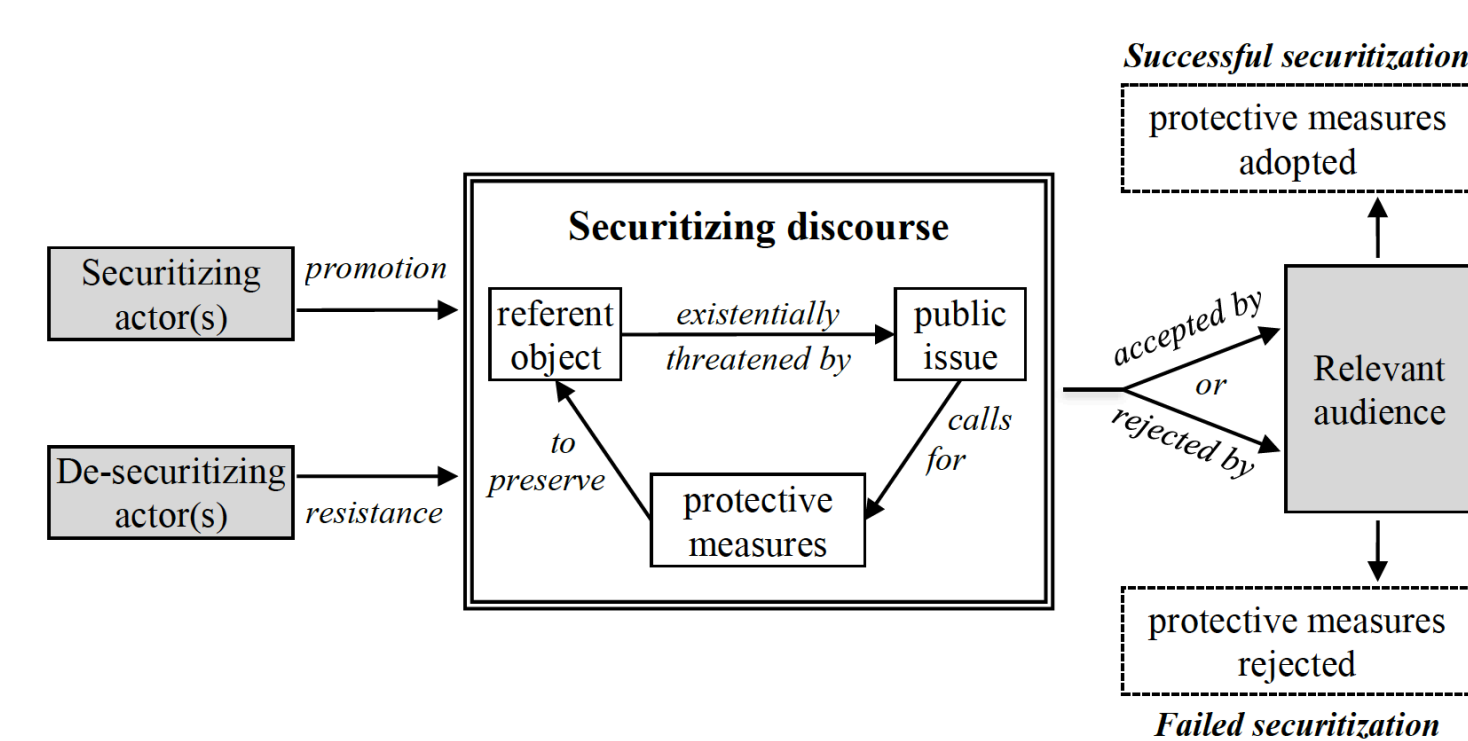 Successful securitization
protective measures
adopted
Securitizing discourse
Securitizing
actor(s)
promotion
referent
object
existentially
threatened by
public
issue
accepted by
or
rejected by
Relevant
audience
to
preserve
calls
for
De-securitizing
actor(s)
resistance
protective
measures
protective measures
rejected
Failed securitization